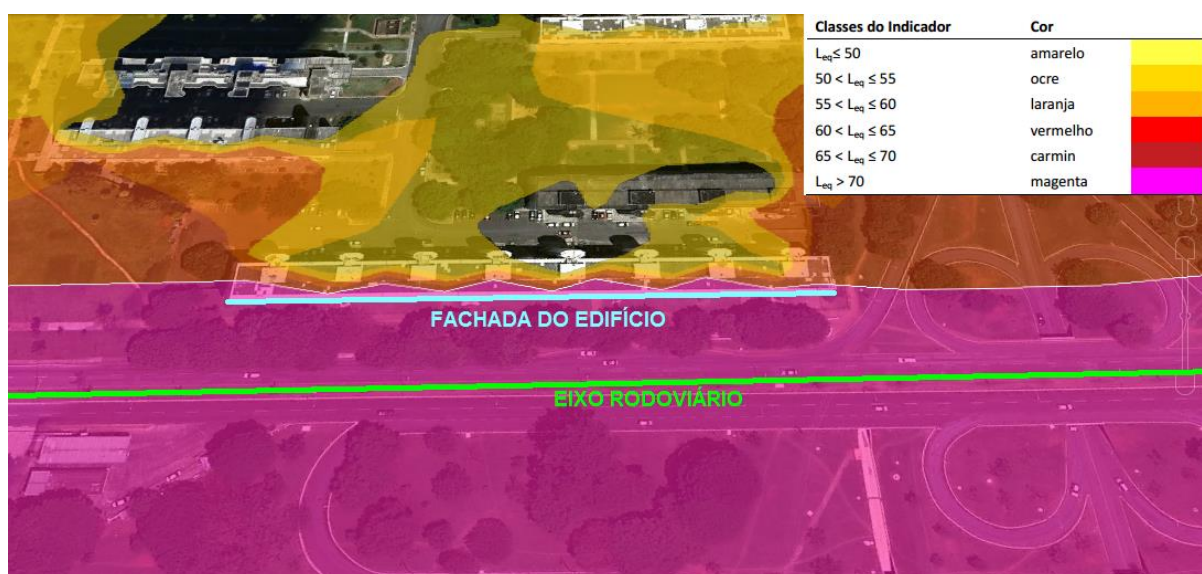 Classes do Indicador Cor
Leq≤ 50 amarelo
50 < Leq ≤ 55 ocre
55 < Leq ≤ 60 laranja
60 < Leq ≤ 65 vermelho
65 < Leq ≤ 70 carmin
Leq > 70 magenta
FACHADA DO EDIFÍCIO
EIXO RODOVIÁRIO